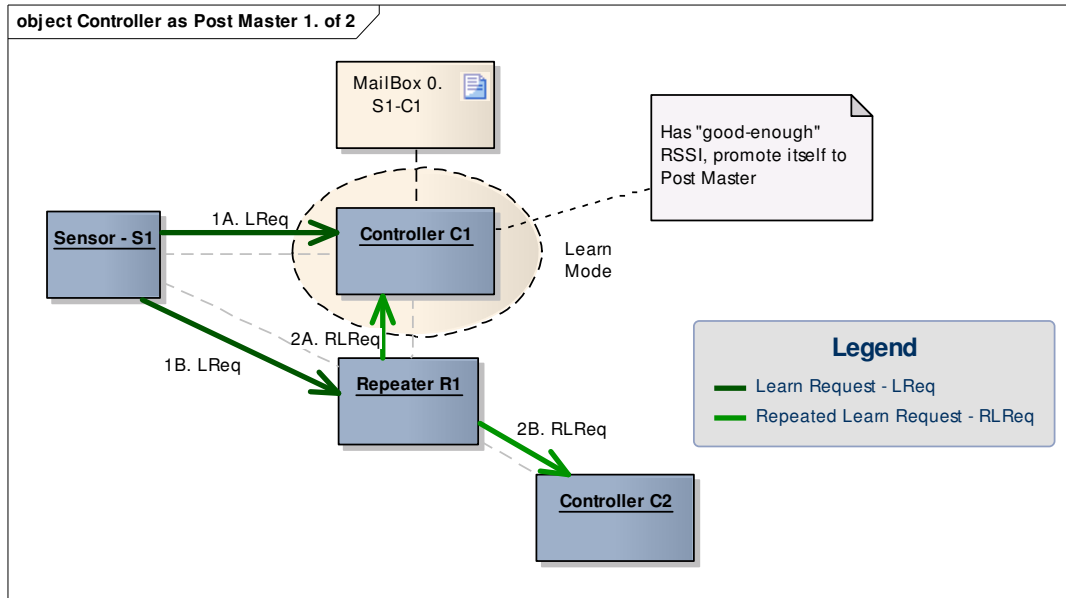 object Controller as Post Master 1. of 2
MailBox 0.
S1-C1
Has "good-enough"
RSSI, promote itself to
Post Master
1A. LReq
Sensor - S1
Controller C1
Learn
Mode
2A. RLReq
1B. LReq
Repeater R1
Legend
Learn Request - LReq
Repeated Learn Request - RLReq
2B. RLReq
Controller C2